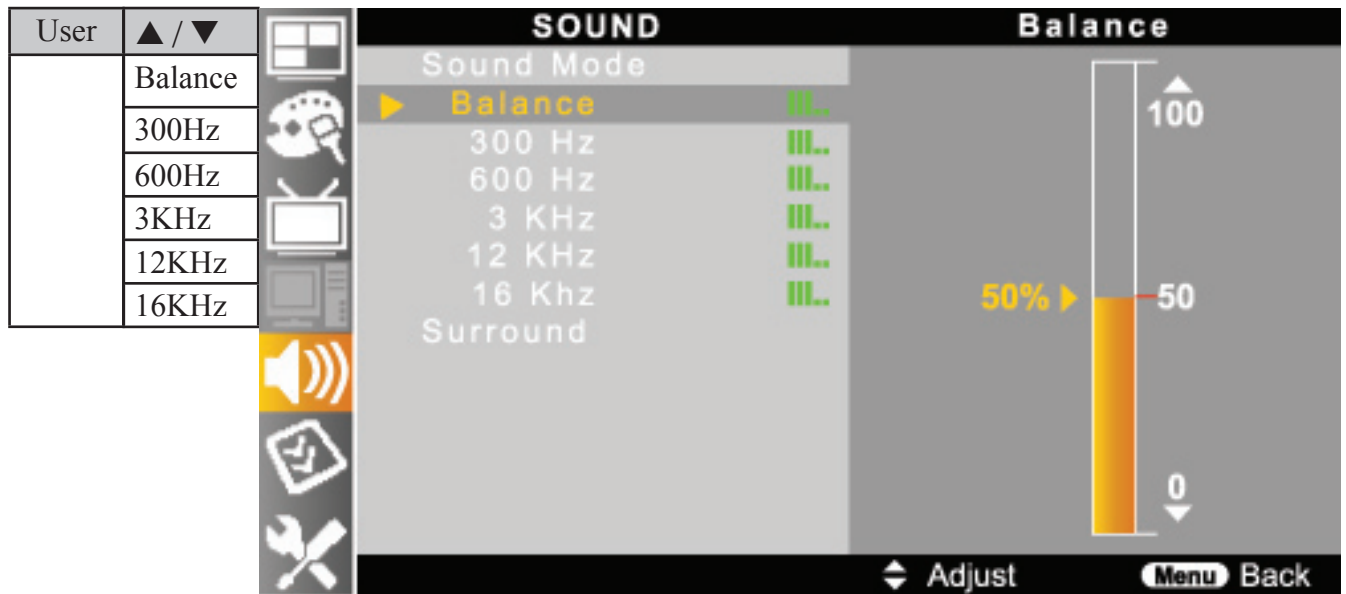 User ▲ / ▼
Balance
300Hz
600Hz
3KHz
12KHz
16KHz
SOUND
Sound Mode
Balance
300 Hz
600 Hz
3 KHz
12 KHz
16 Khz
Surround
Balance
100
50% 50
0
Adjust Menu Back